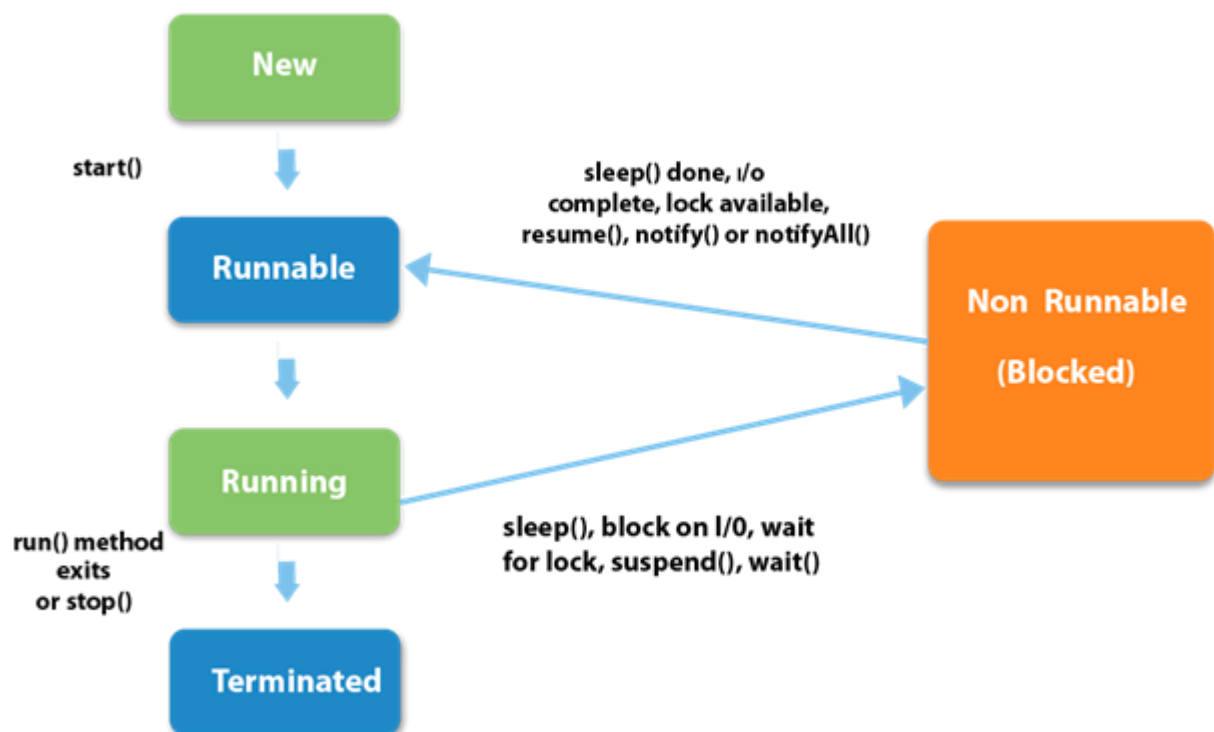 New
start()
sleep() done, ı/o
complete, lock available,
resume(), notify() or notifyAll()
Runnable
Non Runnable
(Blocked)
Running
sleep(), block on I/0, wait
for lock, suspend(), wait()
run() method
exits
or stop()
Terminated